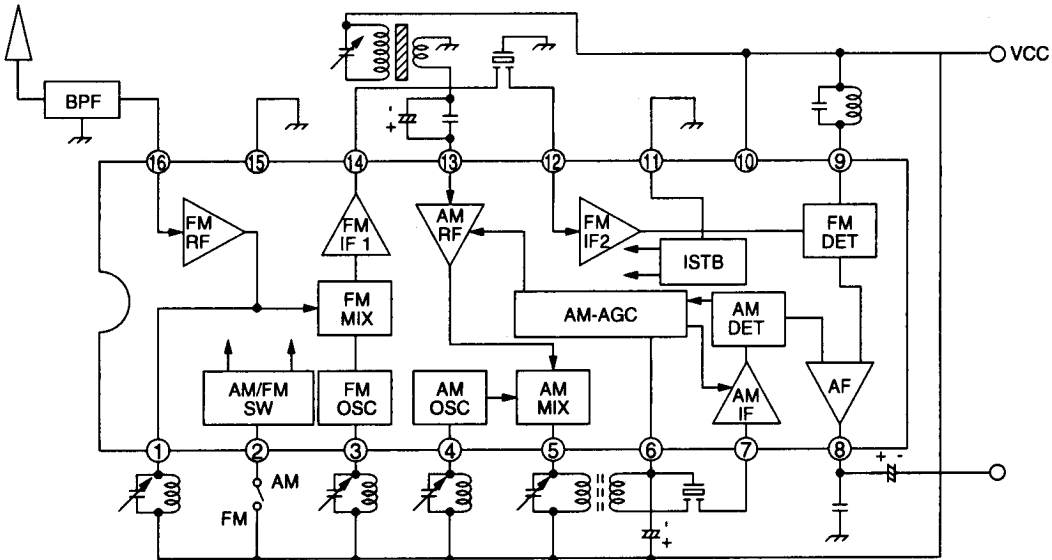 VCC
BPF
16
15
14
13
12
11
10
9
FM
RF
FM
IF 1
AM
RF
FM
IF2
ISTB
FM
DET
FM
MIX
AM-AGC
AM
DET
AM/FM
SW
FM
OSC
AM
OSC
AM
MIX
AM
IF
AF
1
2
3
4
5
6
7
8
AM
FM
+
-
+
-
+